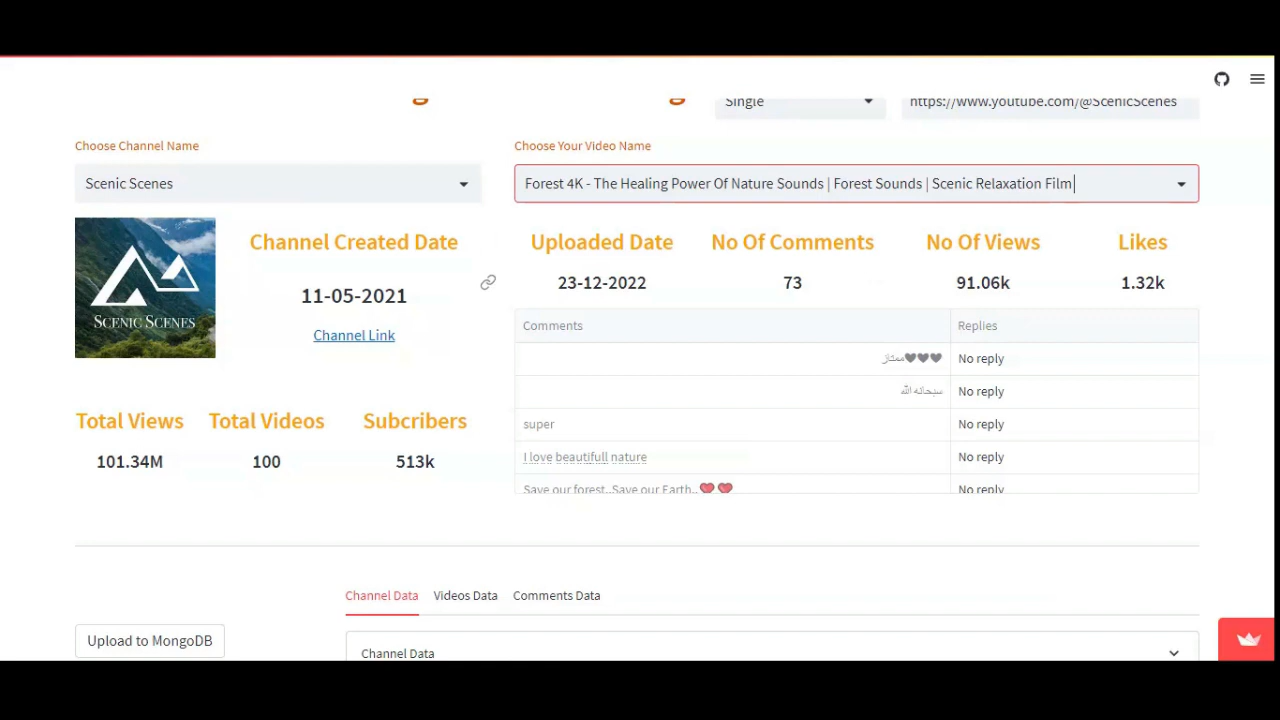 Single
https://www.youtube.com/@ScenicScenes
Choose Channel Name
Choose Your Video Name
Scenic Scenes
Forest 4K - The Healing Power Of Nature Sounds | Forest Sounds | Scenic Relaxation Film
SCENIC SCENES
Channel Created Date
11-05-2021
Channel Link
Uploaded Date
No Of Comments
No Of Views
Likes
23-12-2022
73
91.06k
1.32k
Comments
Replies
ممتاز🖤🖤🖤
No reply
سبحانه الله
No reply
super
No reply
I love beautifull nature
No reply
Save our forest..Save our Earth..❤️ ❤️
No reply
Total Views
Total Videos
Subcribers
101.34M
100
513k
Channel Data
Videos Data
Comments Data
Upload to MongoDB
Channel Data